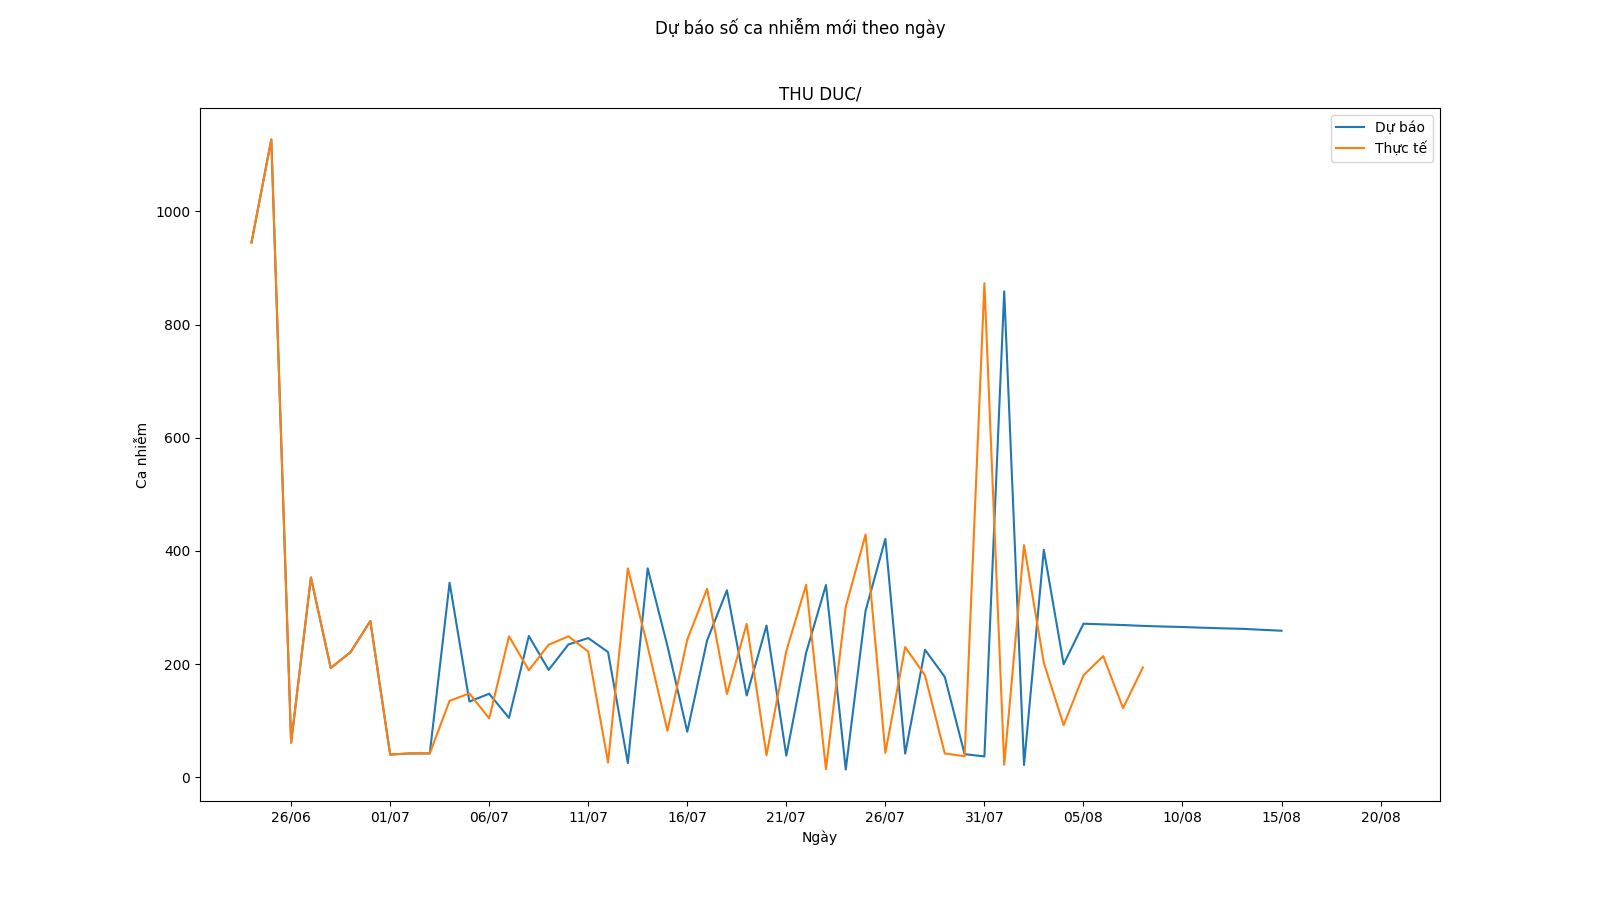 Dự báo số ca nhiễm mới theo ngày
THU DUC/
Dự báo
Thực tế
1000
800
600
400
200
0
Ca nhiễm
26/06 01/07 06/07 11/07 16/07 21/07 26/07 31/07 05/08 10/08 15/08 20/08
Ngày